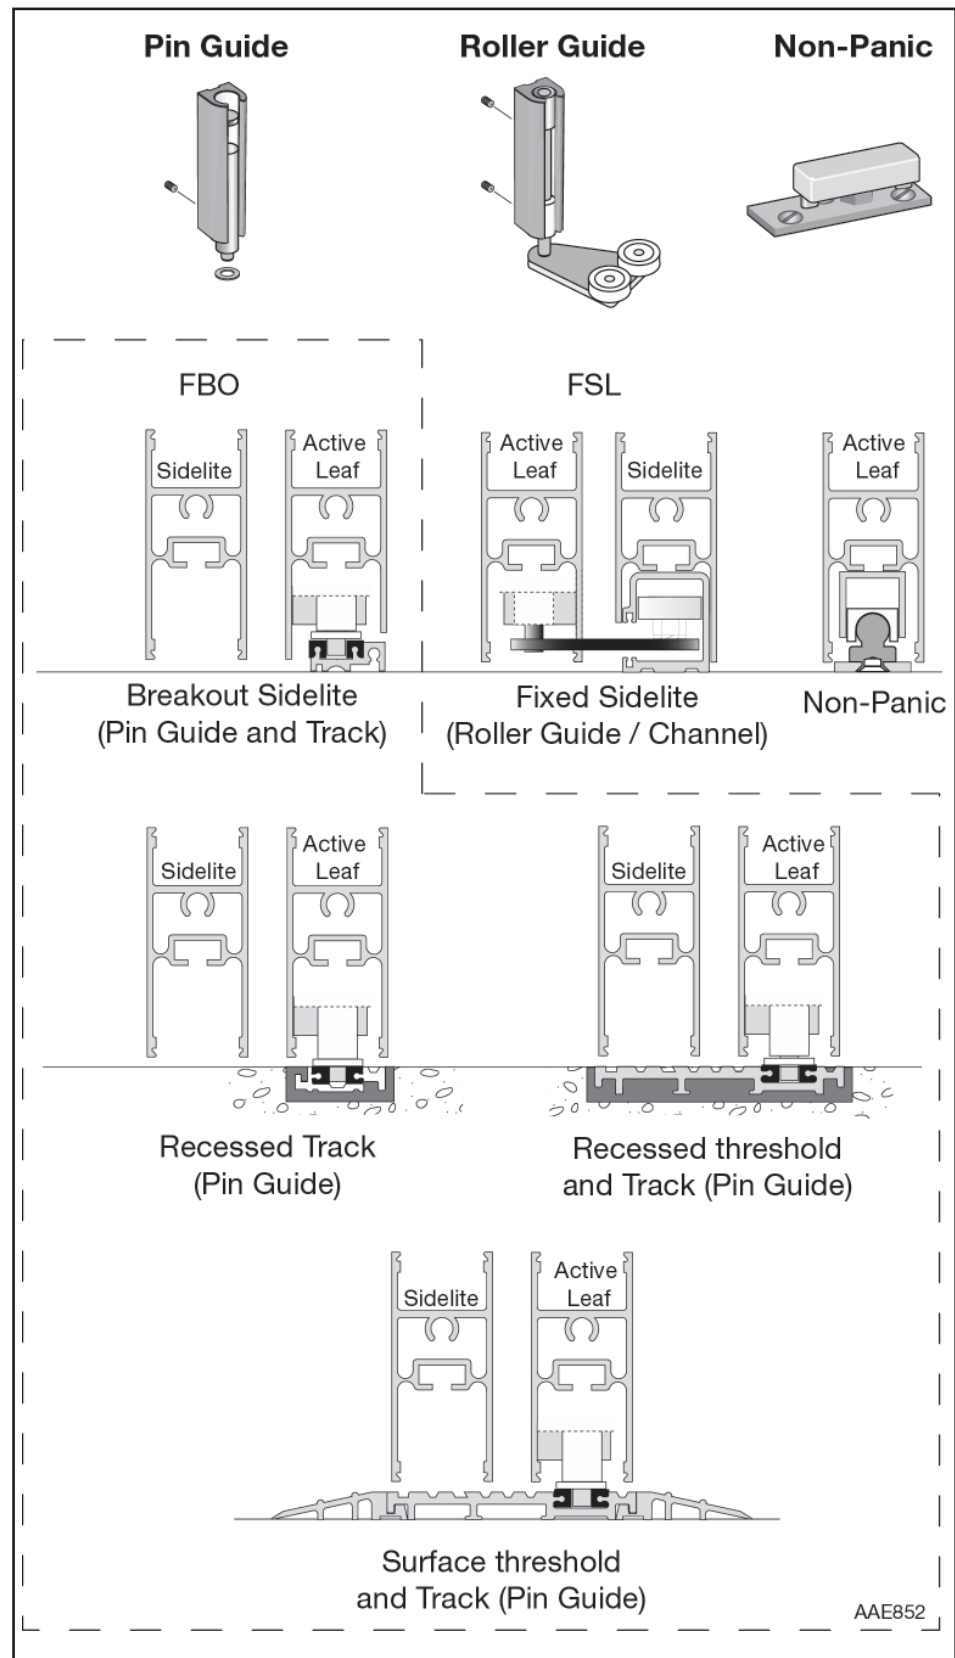 Pin Guide
Roller Guide
Non-Panic
FBO
FSL
Sidelite
Active
Leaf
Active
Leaf
Sidelite
Active
Leaf
Breakout Sidelite
(Pin Guide and Track)
Fixed Sidelite
(Roller Guide / Channel)
Non-Panic
Sidelite
Active
Leaf
Sidelite
Active
Leaf
Recessed Track
(Pin Guide)
Recessed threshold
and Track (Pin Guide)
Sidelite
Active
Leaf
Surface threshold
and Track (Pin Guide)
AAE852